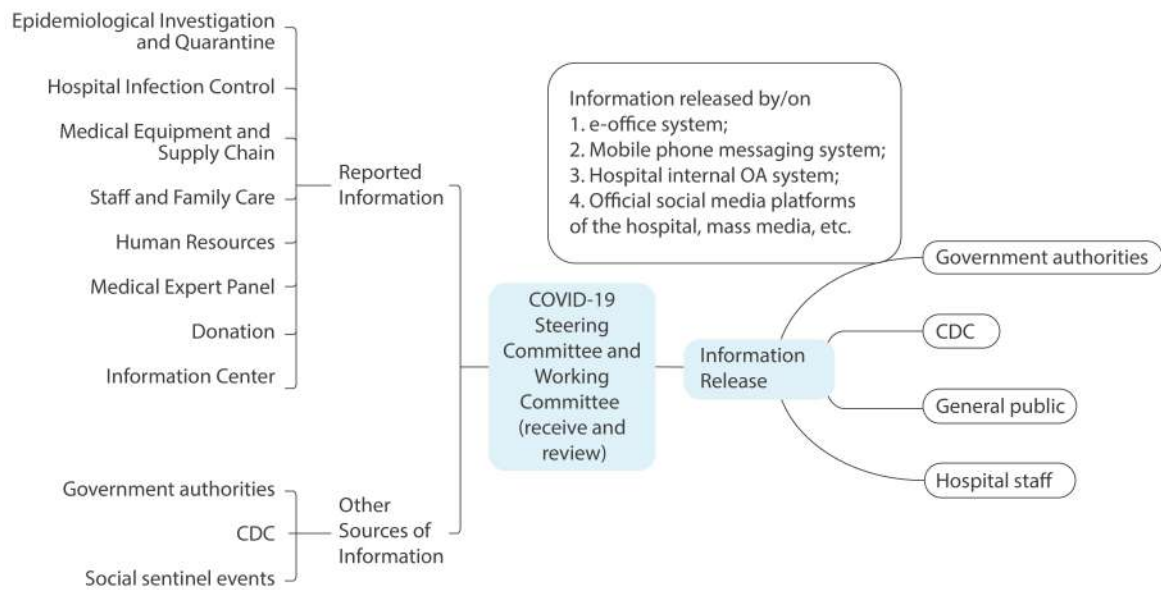 Epidemiological Investigation
and Quarantine
Hospital Infection Control
Medical Equipment and
Supply Chain
Staff and Family Care
Human Resources
Medical Expert Panel
Donation
Information Center
Reported
Information
Government authorities
CDC
Social sentinel events
Other
Sources of
Information
COVID-19
Steering
Committee and
Working
Committee
(receive and
review)
Information released by/on
1. e-office system;
2. Mobile phone messaging system;
3. Hospital internal OA system;
4. Official social media platforms
of the hospital, mass media, etc.
Information
Release
Government authorities
CDC
General public
Hospital staff